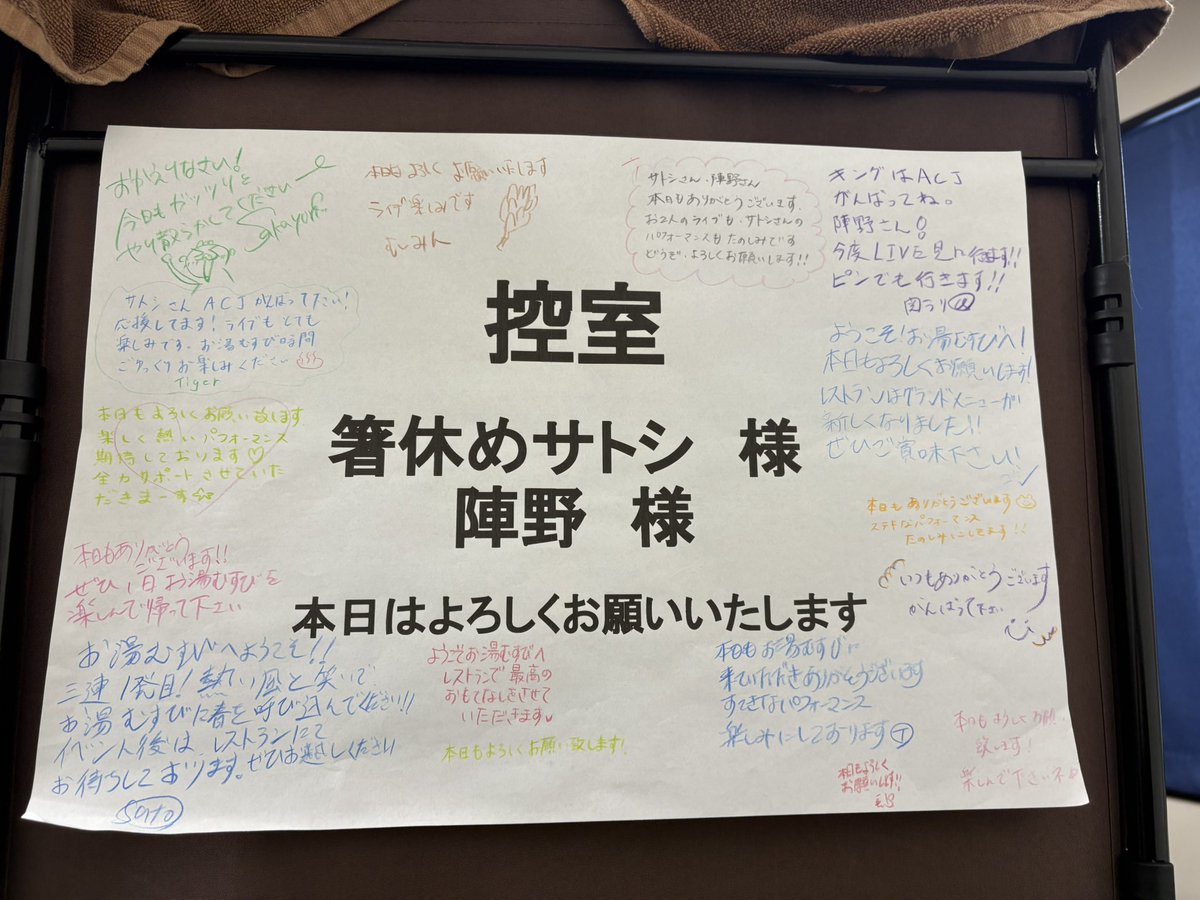 おかえりなさい！
今日もガッツリと
やり散らかしてください
Sakayori
本日もよろしくお願い致します
ライブ楽しみです
むしみん
サトシさん、陣野さん
本日もありがとうございます。
お2人のライブも、サトシさんの
パフォーマンスもたのしみです
どうぞ、よろしくお願いします!!
キングはACJ
がんばってね。
陣野さん!
今度LIVE見に行きます!!
ピンでも行きます!!
控室
箸休めサトシ 様
陣野 様
本日はよろしくお願いいたします
サトシさん ACJ がんばって下さい!
応援してます! ライブもとても
楽しみです。お湯むすび時間
ごゆっくりお楽しみください
Tiger
ようこそ!お湯むすびへ!
本日もよろしくお願いします!
レストランはグランドメニューが
新しくなりました!!
ぜひご賞味下さい!
本日もよろしくお願い致します
楽しく熱いパフォーマンス
期待しております♡
全力サポートさせていた
だきまーす
本日もありがとうございます
ステキなパフォーマンス
たのしみにしてます!!
本日もありがとう
ございます!!
ぜひ1日お湯むすびを
楽しんで帰って下さい
いつもありがとうございます
がんばって下さい
お湯むすびへようこそ!!
三連1発目!熱い風と笑いで
お湯むすびに春を呼び込んでください!!
イベント後は、レストランにて
お待ちしております。ぜひお越しください
Sato
ようこそお湯むすびへ
レストランで最高の
おもてなしをさせて
いただきます♥
本日もよろしくお願い致します!
本日もお湯むすびに
来ていただきありがとうございます
すてきなパフォーマンス
楽しみにしております T
本日もよろしく
お願いします!!
本日もよろしくお願い
致します!
楽しんで下さいネ